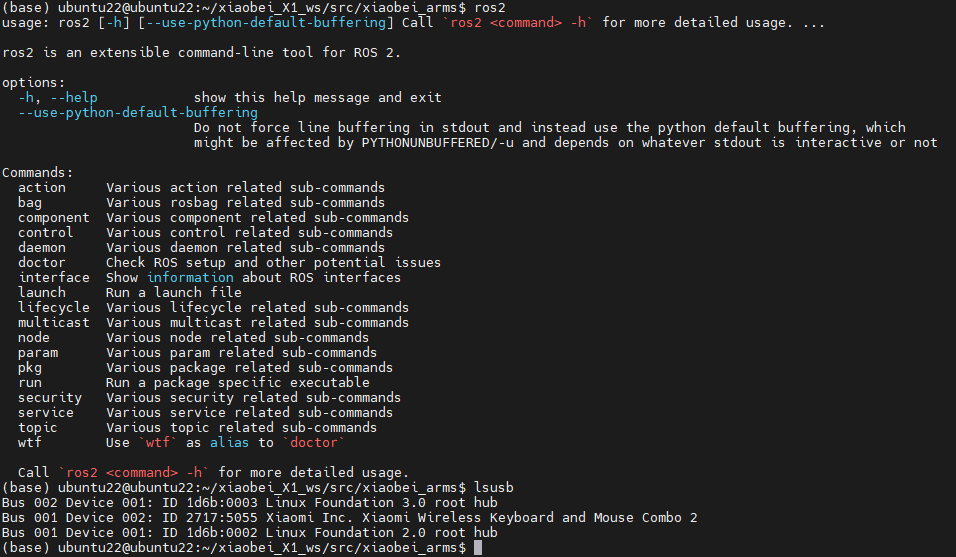 (base) ubuntu22@ubuntu22:~/xiaobei_X1_ws/src/xiaobei_arms$ ros2
usage: ros2 [-h] [--use-python-default-buffering] Call `ros2 <command> -h` for more detailed usage. ...

ros2 is an extensible command-line tool for ROS 2.

options:
  -h, --help            show this help message and exit
  --use-python-default-buffering
                        Do not force line buffering in stdout and instead use the python default buffering, which
                        might be affected by PYTHONUNBUFFERED/-u and depends on whatever stdout is interactive or not

Commands:
  action     Various action related sub-commands
  bag        Various rosbag related sub-commands
  component  Various component related sub-commands
  control    Various control related sub-commands
  daemon     Various daemon related sub-commands
  doctor     Check ROS setup and other potential issues
  interface  Show information about ROS interfaces
  launch     Run a launch file
  lifecycle  Various lifecycle related sub-commands
  multicast  Various multicast related sub-commands
  node       Various node related sub-commands
  param      Various param related sub-commands
  pkg        Various package related sub-commands
  run        Run a package specific executable
  security   Various security related sub-commands
  service    Various service related sub-commands
  topic      Various topic related sub-commands
  wtf        Use `wtf` as alias to `doctor`

  Call `ros2 <command> -h` for more detailed usage.
(base) ubuntu22@ubuntu22:~/xiaobei_X1_ws/src/xiaobei_arms$ lsusb
Bus 002 Device 001: ID 1d6b:0003 Linux Foundation 3.0 root hub
Bus 001 Device 002: ID 2717:5055 Xiaomi Inc. Xiaomi Wireless Keyboard and Mouse Combo 2
Bus 001 Device 001: ID 1d6b:0002 Linux Foundation 2.0 root hub
(base) ubuntu22@ubuntu22:~/xiaobei_X1_ws/src/xiaobei_arms$